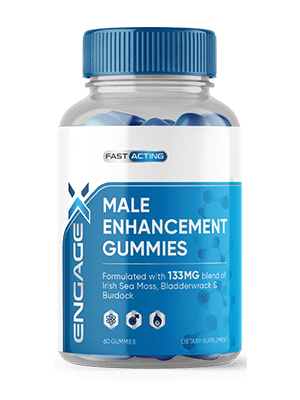 FAST ACTING
ENGAGE X
MALE
ENHANCEMENT
GUMMIES
Formulated with 133MG blend of
Irish Sea Moss, Bladderwrack &
Burdock
60 GUMMIES
DIETARY SUPPLEMENT